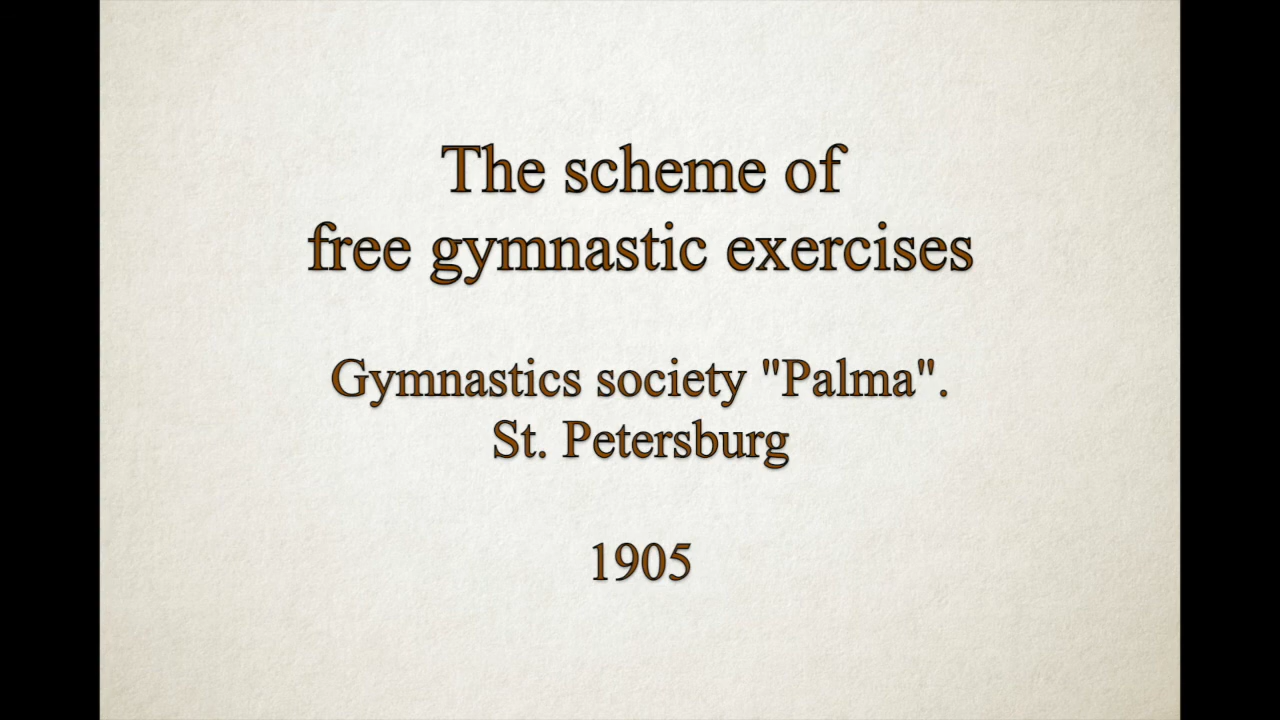 The scheme of
free gymnastic exercises
Gymnastics society "Palma".
St. Petersburg
1905